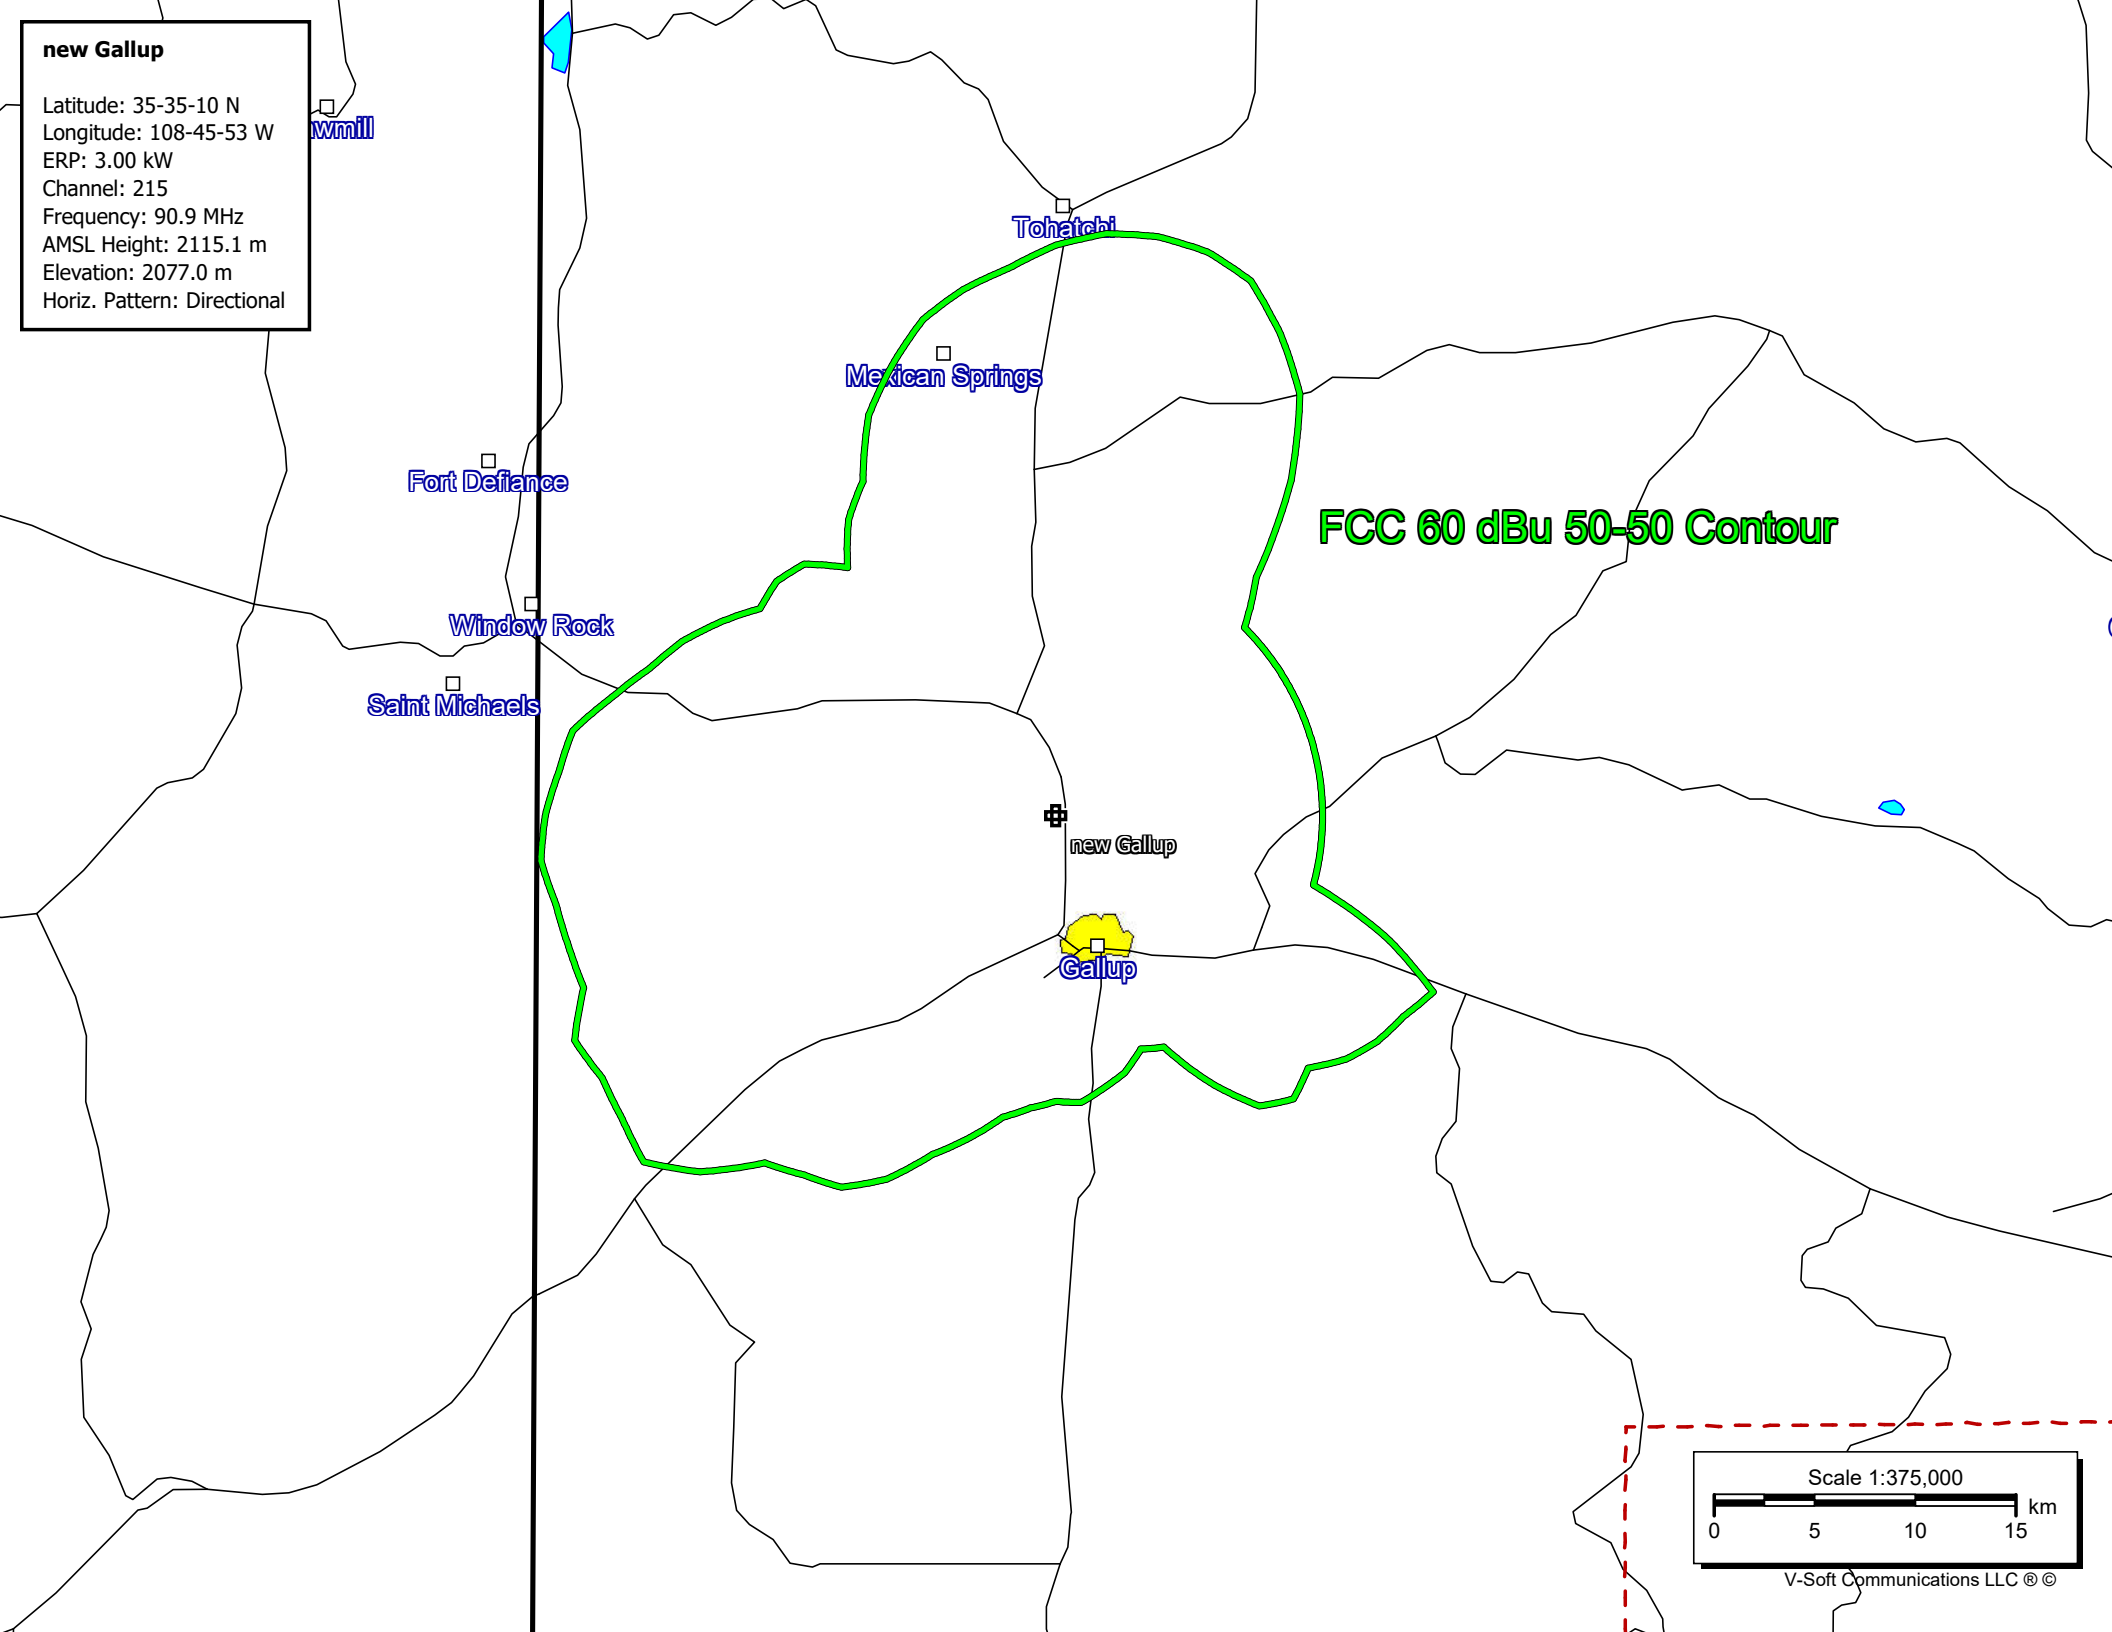 new Gallup
Latitude: 35-35-10 N
Longitude: 108-45-53 W
ERP: 3.00 kW
Channel: 215
Frequency: 90.9 MHz
AMSL Height: 2115.1 m
Elevation: 2077.0 m
Horiz. Pattern: Directional
wmill
Tohatchi
Mexican Springs
Fort Defiance
FCC 60 dBu 50-50 Contour
Window Rock
Saint Michaels
new Gallup
Gallup
Scale 1:375,000
km
0 5 10 15
V-Soft Communications LLC ® ©